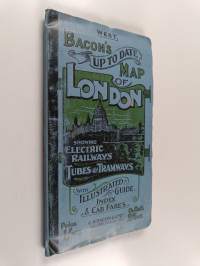 WEST.
BACON'S
UP TO DATE
MAP
OF
LONDON
SHOWING
ELECTRIC
RAILWAYS
TUBES & TRAMWAYS
WITH
ILLUSTRATED
GUIDE
INDEX
& CAB FARES